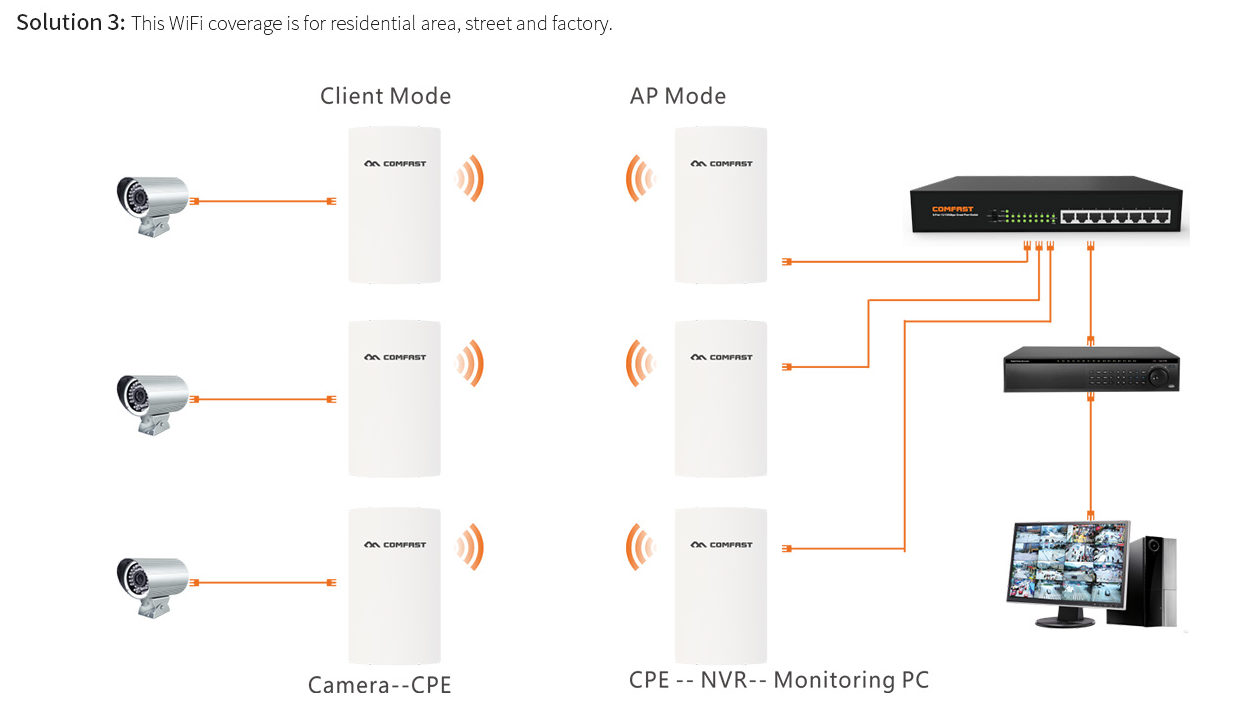 Solution 3: This WiFi coverage is for residential area, street and factory.
Client Mode
AP Mode
COMFAST
COMFAST
COMFAST
COMFAST
COMFAST
COMFAST
COMFAST
Camera--CPE
CPE -- NVR-- Monitoring PC